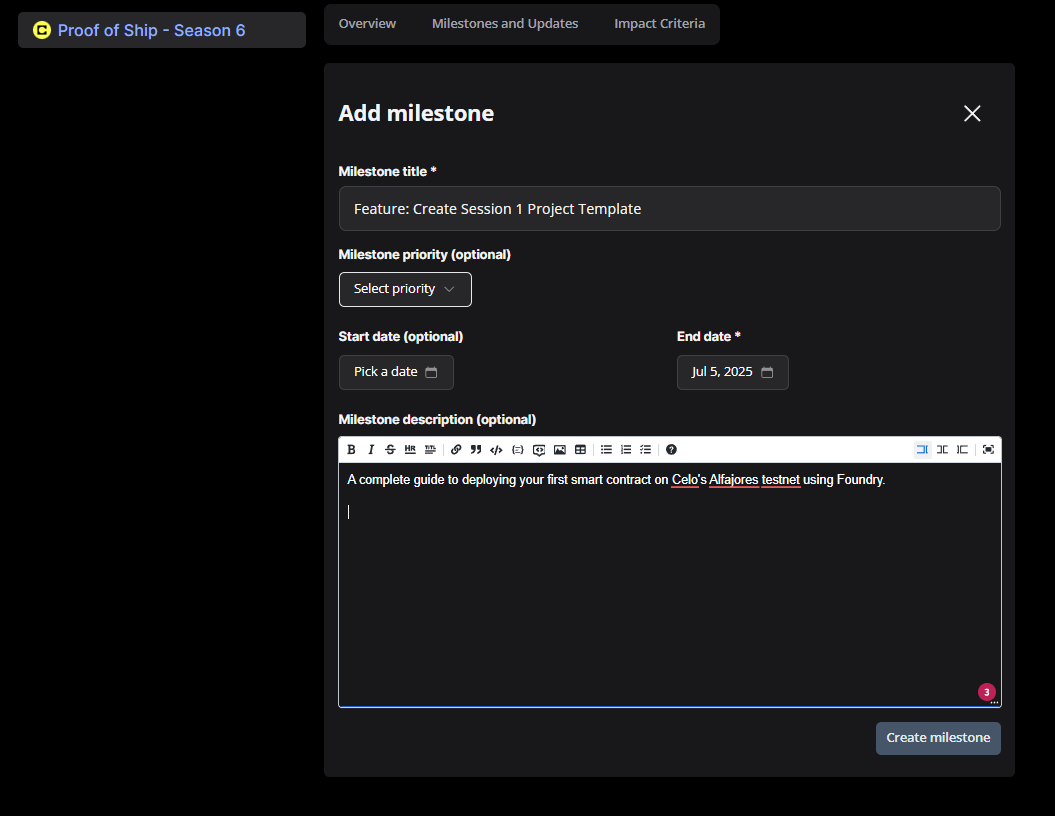 C Proof of Ship - Season 6
Overview Milestones and Updates Impact Criteria
Add milestone
Milestone title *
Feature: Create Session 1 Project Template
Milestone priority (optional)
Select priority
Start date (optional) End date *
Pick a date Jul 5, 2025
Milestone description (optional)
B I S HR
A complete guide to deploying your first smart contract on Celo's Alfajores testnet using Foundry.
3
Create milestone